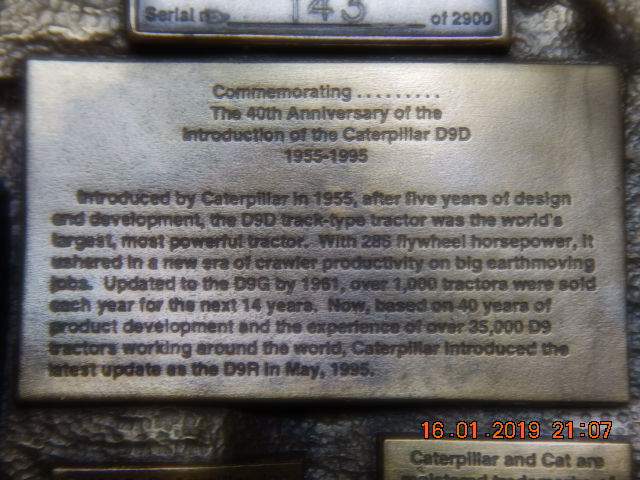 Serial no. 143 of 2900
Commemorating .........
The 40th Anniversary of the
Introduction of the Caterpillar D9D
1955-1995
Introduced by Caterpillar in 1955, after five years of design
and development, the D9D track-type tractor was the world's
largest, most powerful tractor. With 286 flywheel horsepower, it
ushered in a new era of crawler productivity on big earthmoving
jobs. Updated to the D9G by 1961, over 1,000 tractors were sold
each year for the next 14 years. Now, based on 40 years of
product development and the experience of over 35,000 D9
tractors working around the world, Caterpillar introduced the
latest update as the D9R in May, 1995.
16.01.2019 21:07
Caterpillar and Cat are
registered trademarks of